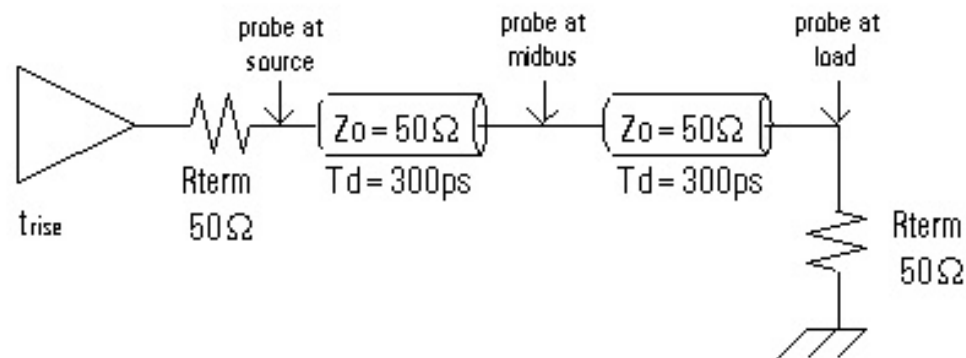 probe at
source
probe at
midbus
probe at
load
Zo = 50Ω
Zo = 50Ω
Rterm
50Ω
Td = 300ps
Td = 300ps
trise
Rterm
50Ω